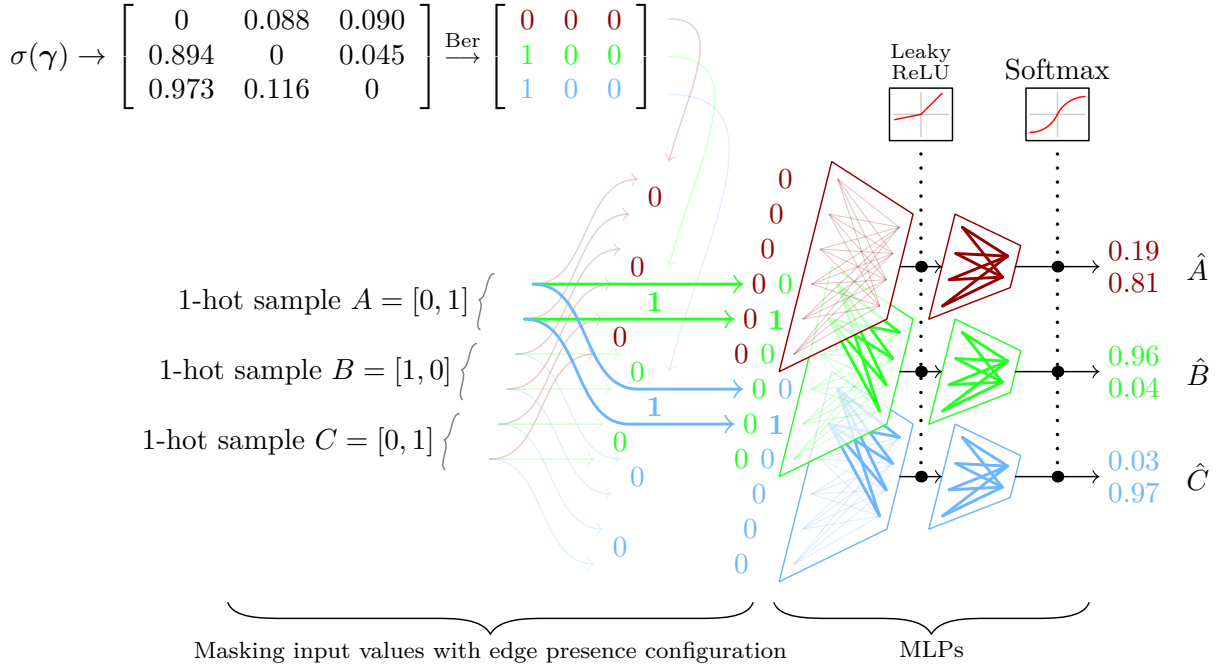 σ(γ) → [ 0 0.088 0.090 Ber [ 0 0 0
0.894 0 0.045 → 1 0 0
0.973 0.116 0 ] 1 0 0 ]
Leaky
ReLU
Softmax
0 0
0
0
0 0
0 0
1
0 1
0 0
0
0 0
0
0 0
1
0 1
0 0
0
0 0
0
0
0
0
1-hot sample A = [0, 1] {
1-hot sample B = [1, 0] {
1-hot sample C = [0, 1] {
0.19
0.81
Â
0.96
0.04
B̂
0.03
0.97
Ĉ
Masking input values with edge presence configuration
MLPs